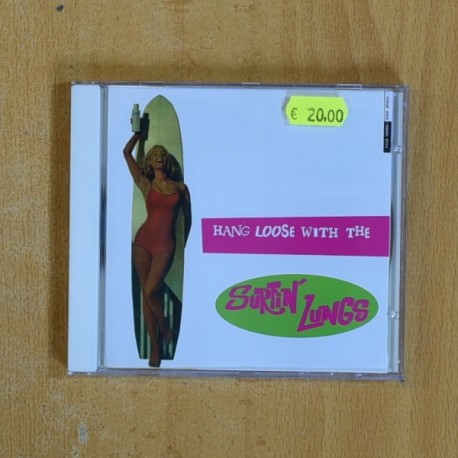 € 20,00
HANG LOOSE WITH THE
SURFIN' LUNGS